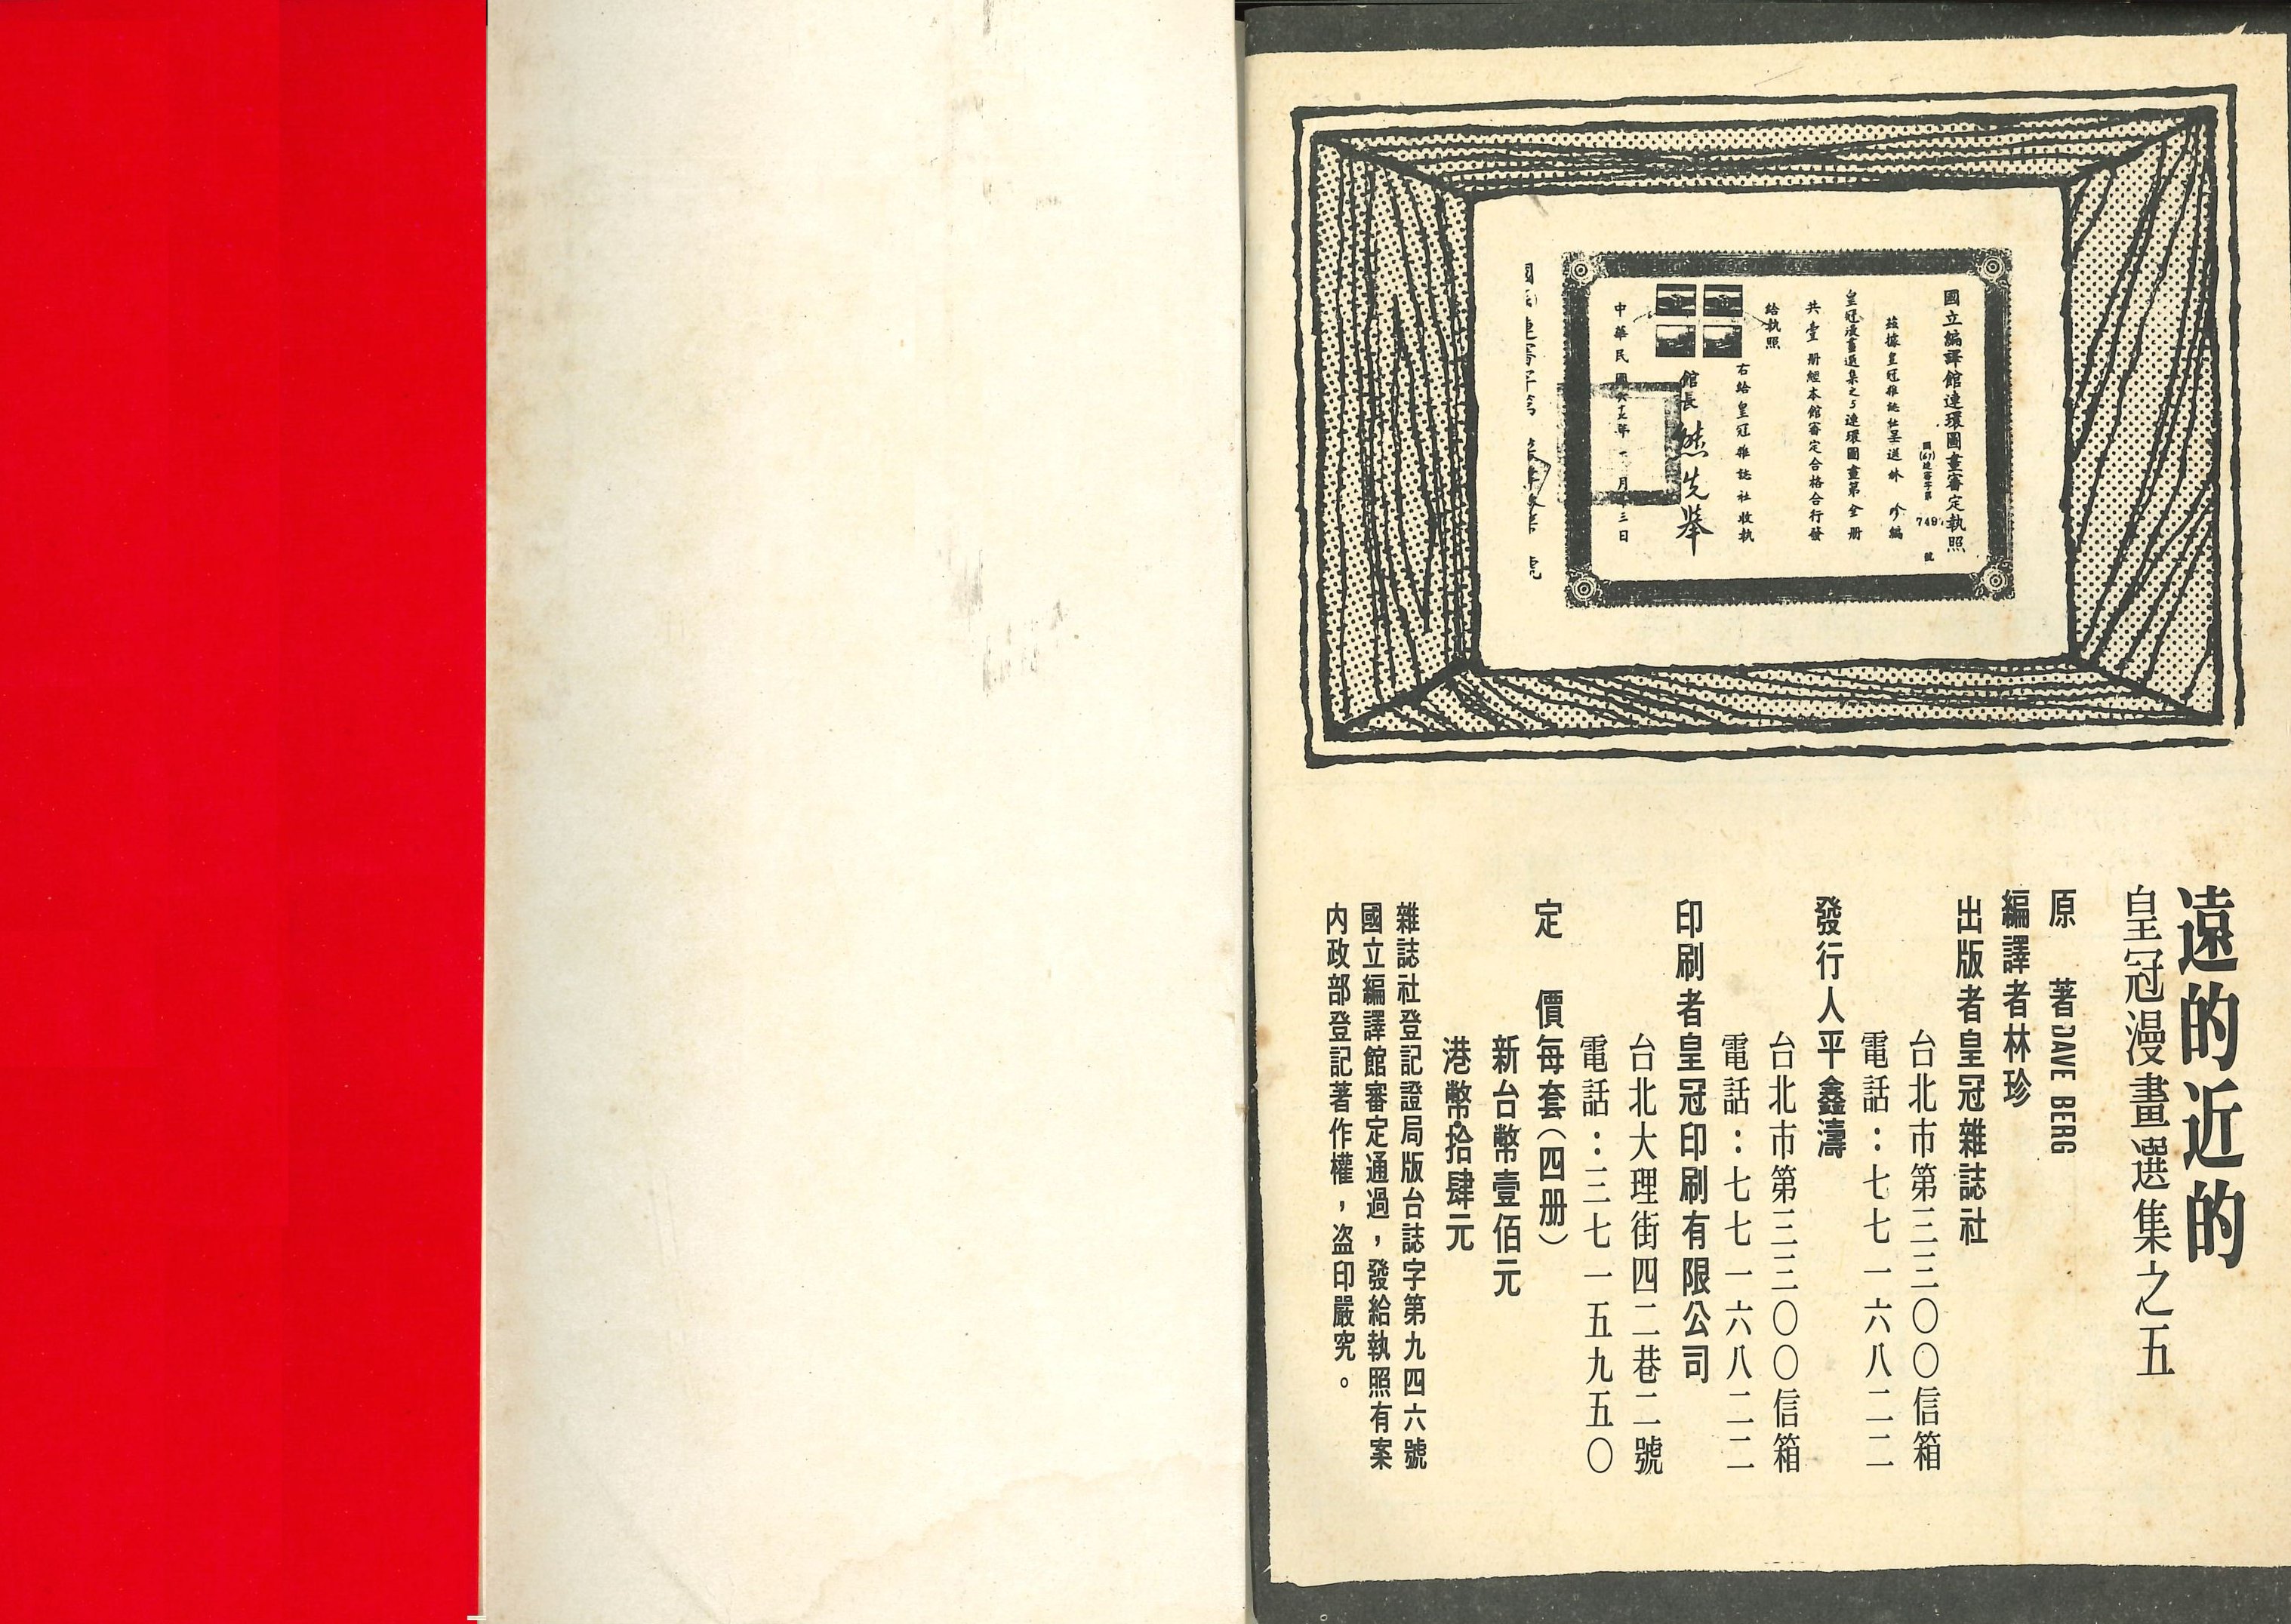 國立編譯館連環圖畫審定執照
749
號
茲據皇冠雜誌社呈送林珍編
皇冠漫畫選集之5連環圖畫第全册
共壹册經本館審定合格合行發
給執照
右給皇冠雜誌社收執
館長熊先舉
中華民國六十五年一月十三日
遠的近的
皇冠漫畫選集之五
原 著 DAVE BERG
編譯者林珍
出版者皇冠雜誌社
台北市第三三〇〇信箱
電話:七七一六八二二
發行人平鑫濤
台北市第三三〇〇信箱
電話:七七一六八二二
印刷者皇冠印刷有限公司
台北大理街四二巷二號
電話:三七一五九五〇
定 價每套(四册)
新台幣壹佰元
港幣拾肆元
雜誌社登記證局版台誌字第九四六號
國立編譯館審定通過,發給執照有案
內政部登記著作權,盜印嚴究。